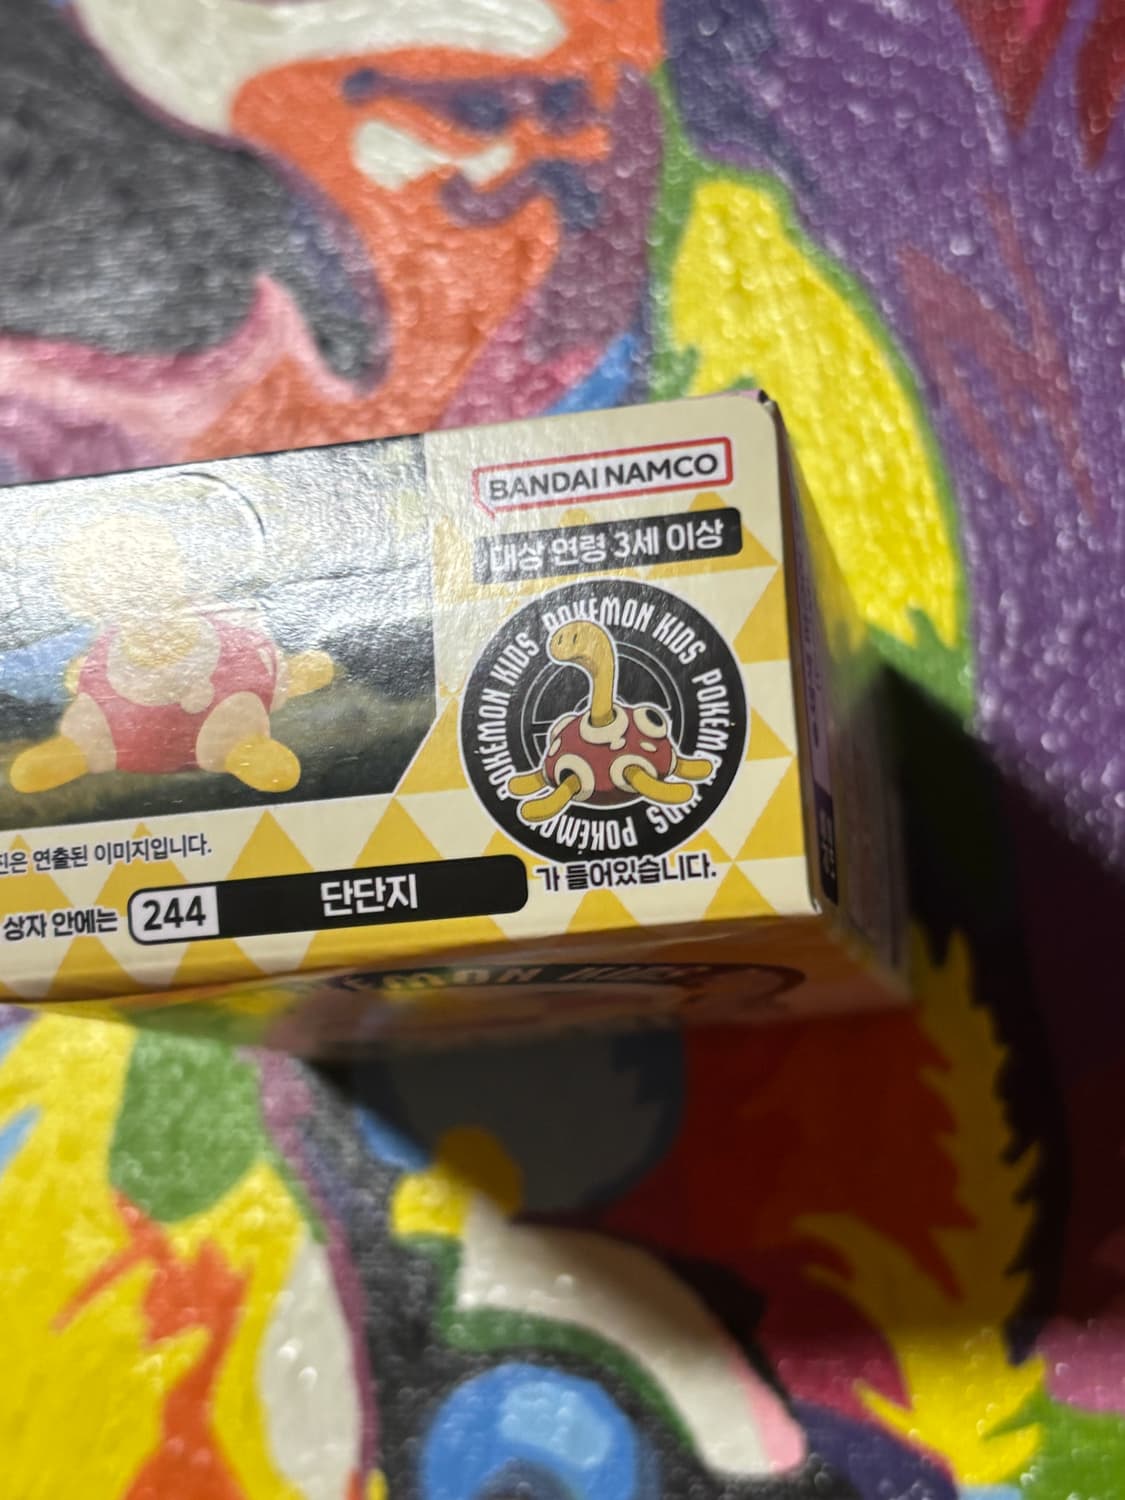 BANDAI NAMCO
대상 연령 3세 이상
POKÉMON KIDS POKÉMON KIDS POKÉMON KIDS
진은 연출된 이미지입니다.
상자 안에는 244 단단지 가 들어있습니다.
POKÉMON KIDS